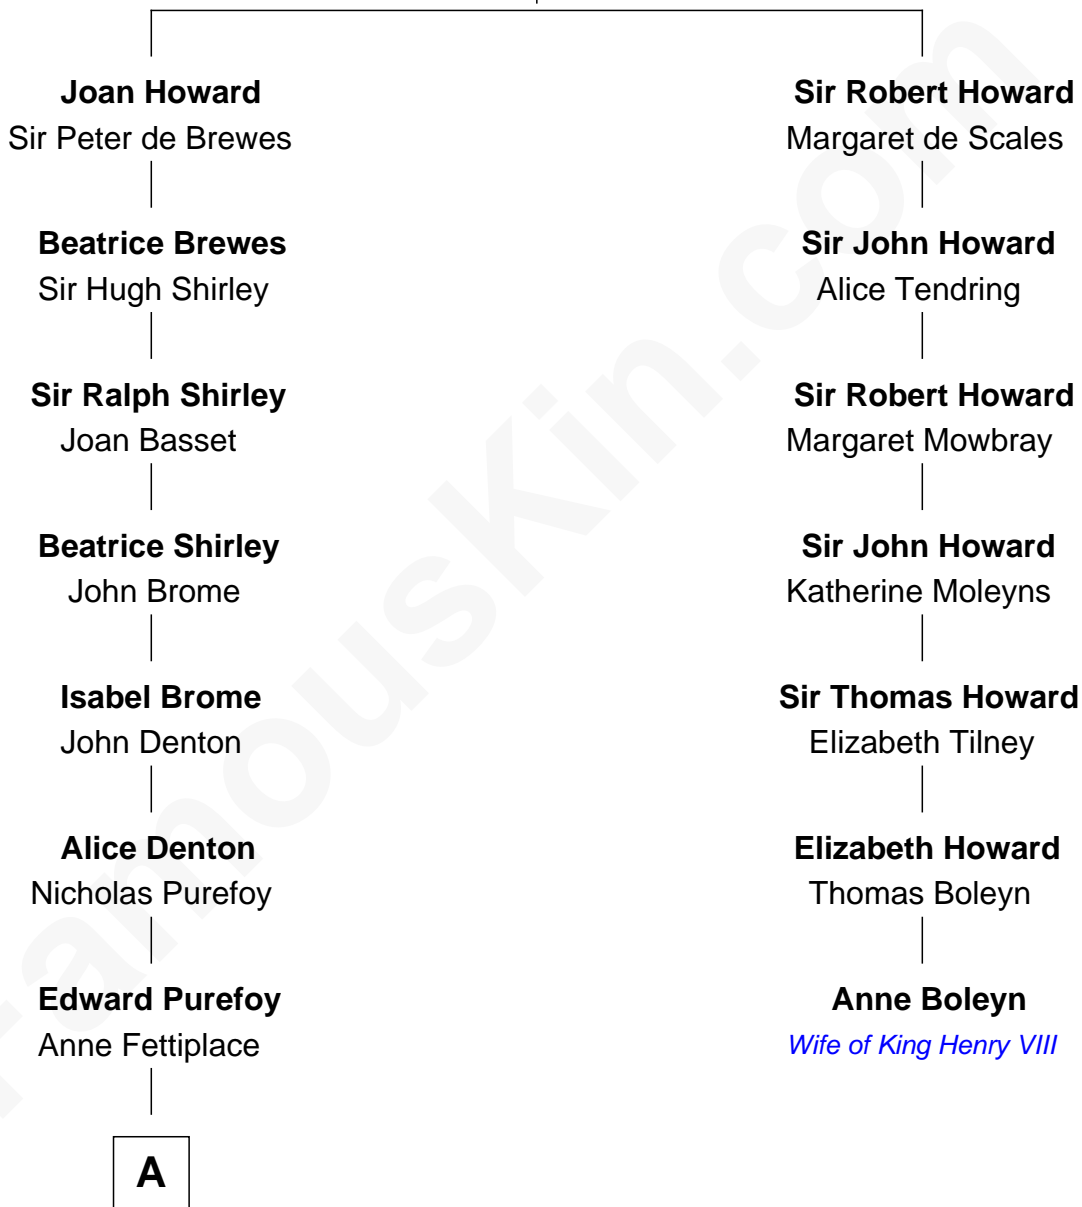 Joan Howard
Sir Peter de Brewes
Sir Robert Howard
Margaret de Scales
Beatrice Brewes
Sir Hugh Shirley
Sir John Howard
Alice Tendring
Sir Ralph Shirley
Joan Basset
Sir Robert Howard
Margaret Mowbray
Beatrice Shirley
John Brome
Sir John Howard
Katherine Moleyns
Isabel Brome
John Denton
Sir Thomas Howard
Elizabeth Tilney
Alice Denton
Nicholas Purefoy
Elizabeth Howard
Thomas Boleyn
Edward Purefoy
Anne Fettiplace
Anne Boleyn
Wife of King Henry VIII
A
FamousKin.com